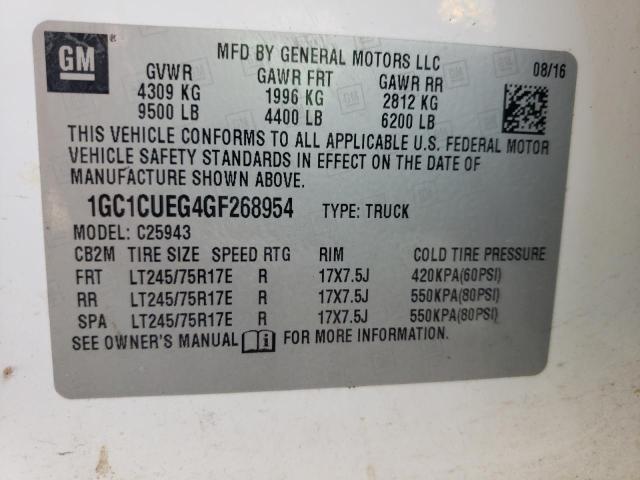 GM
MFD BY GENERAL MOTORS LLC 08/16
GVWR GAWR FRT GAWR RR
4309 KG 1996 KG 2812 KG
9500 LB 4400 LB 6200 LB
THIS VEHICLE CONFORMS TO ALL APPLICABLE U.S. FEDERAL MOTOR
VEHICLE SAFETY STANDARDS IN EFFECT ON THE DATE OF
MANUFACTURE SHOWN ABOVE.
1GC1CUEG4GF268954 TYPE: TRUCK
MODEL: C25943
CB2M TIRE SIZE SPEED RTG RIM COLD TIRE PRESSURE
FRT LT245/75R17E R 17X7.5J 420KPA(60PSI)
RR LT245/75R17E R 17X7.5J 550KPA(80PSI)
SPA LT245/75R17E R 17X7.5J 550KPA(80PSI)
SEE OWNER'S MANUAL FOR MORE INFORMATION.